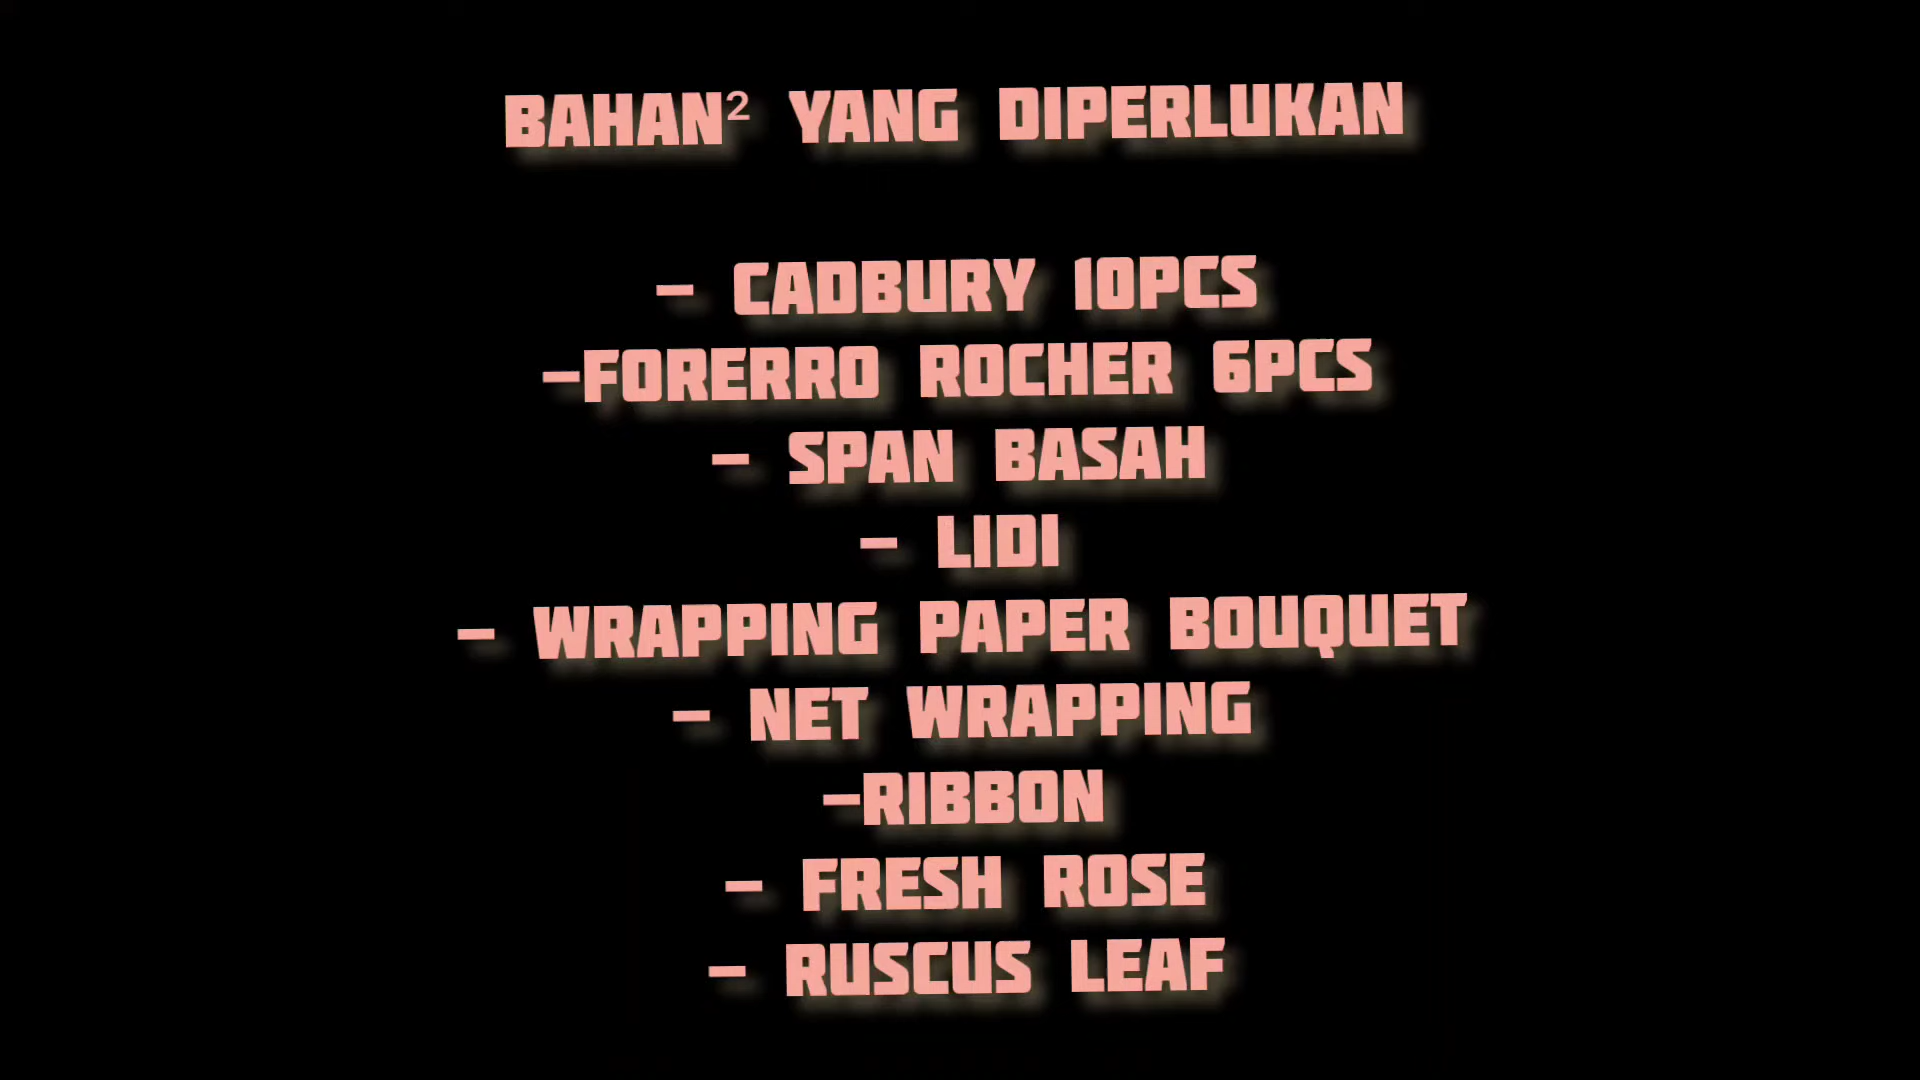 BAHAN² YANG DIPERLUKAN
- CADBURY 10PCS
-FORERRO ROCHER 6PCS
- SPAN BASAH
- LIDI
- WRAPPING PAPER BOUQUET
- NET WRAPPING
-RIBBON
- FRESH ROSE
- RUSCUS LEAF